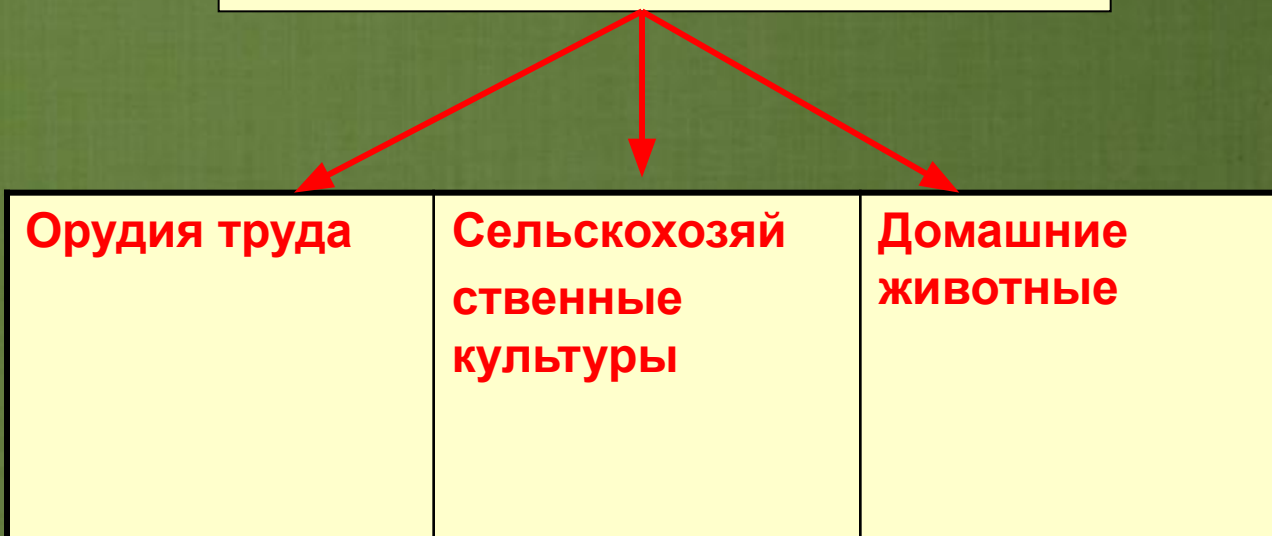 Орудия труда
Сельскохозяй
ственные
культуры
Домашние
животные